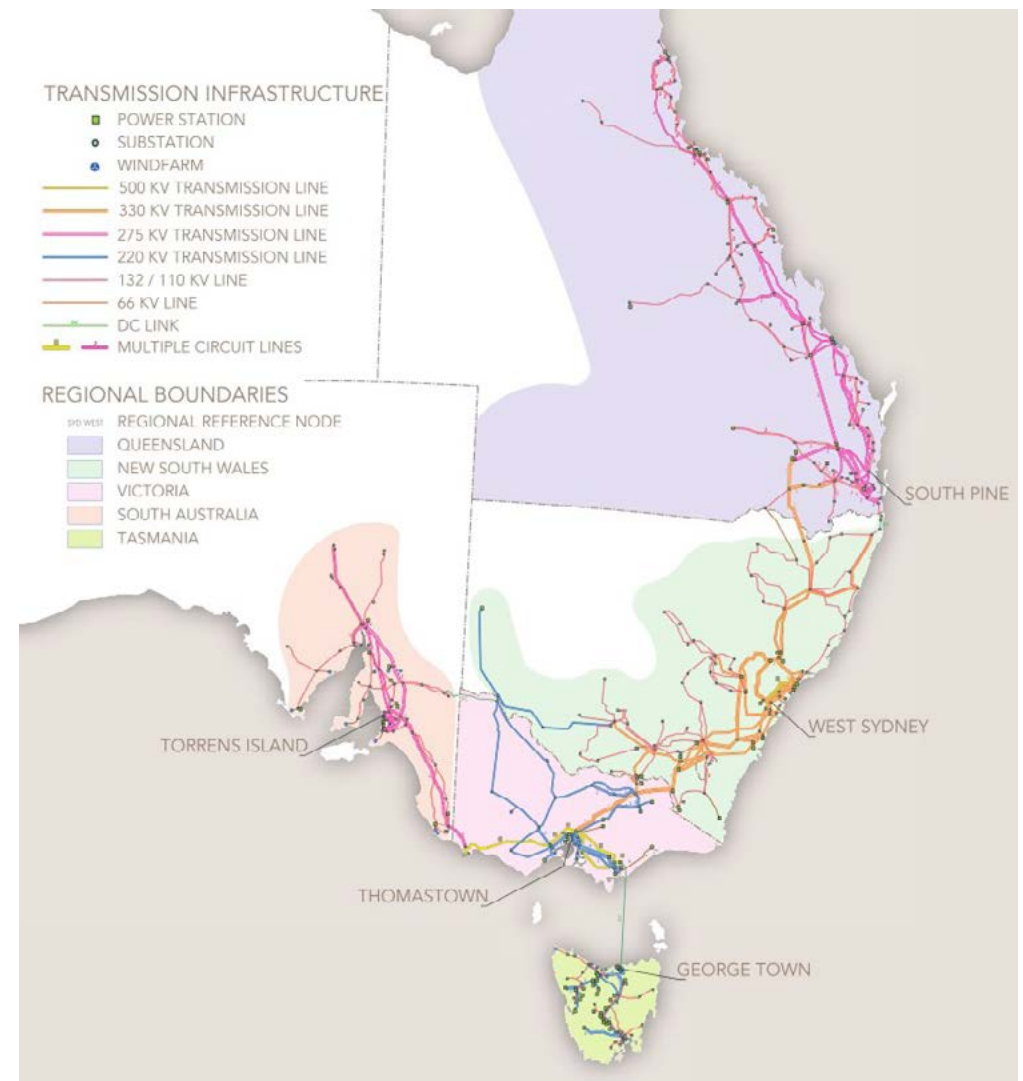 TRANSMISSION INFRASTRUCTURE
POWER STATION
SUBSTATION
WINDFARM
500 KV TRANSMISSION LINE
330 KV TRANSMISSION LINE
275 KV TRANSMISSION LINE
220 KV TRANSMISSION LINE
132 / 110 KV LINE
66 KV LINE
DC LINK
MULTIPLE CIRCUIT LINES
REGIONAL BOUNDARIES
SYD WEST REGIONAL REFERENCE NODE
QUEENSLAND
NEW SOUTH WALES
VICTORIA
SOUTH AUSTRALIA
TASMANIA
SOUTH PINE
WEST SYDNEY
TORRENS ISLAND
THOMASTOWN
GEORGE TOWN